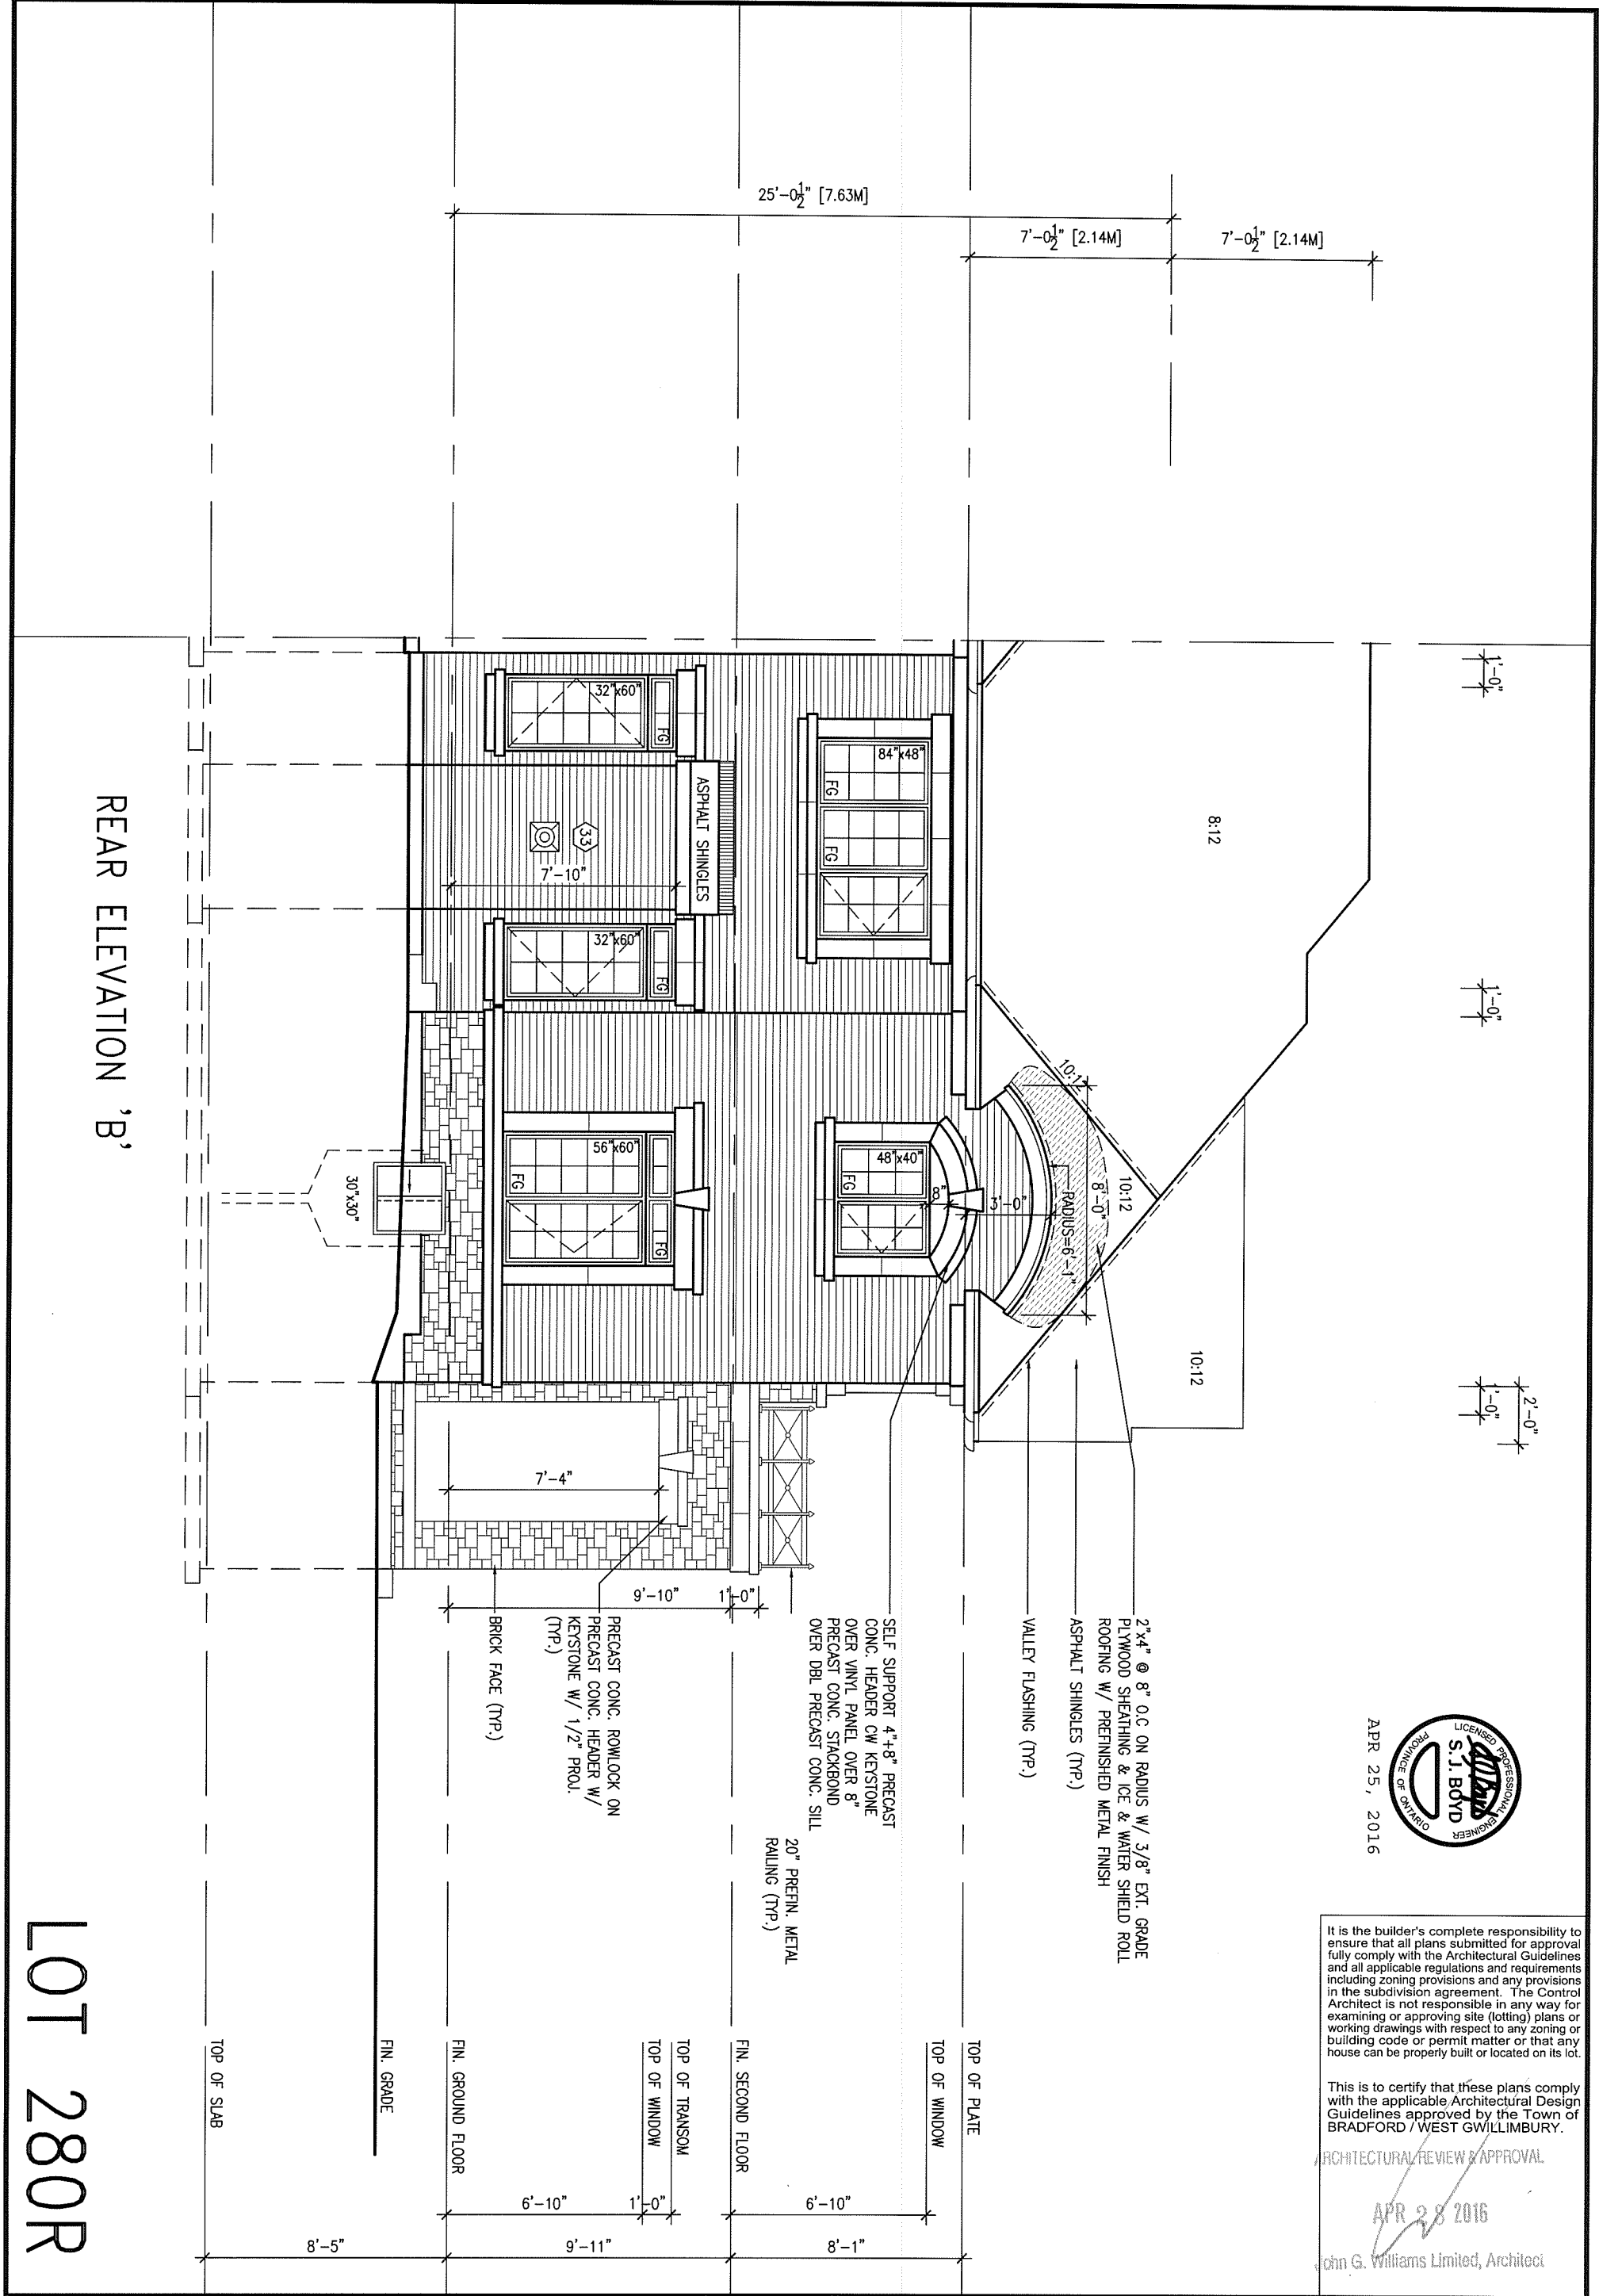 25'-0½" [7.63M]
7'-0½" [2.14M]
7'-0½" [2.14M]
1'-0"
1'-0"
1'-0"
2'-0"
8:12
10:12
10:12
10:12
8'-0"
RADIUS=6'-1"
3'-0"
8"
84"x48"
FG
FG
48"x40"
FG
32"x60"
FG
ASPHALT SHINGLES
33
7'-10"
32"x60"
FG
56"x60"
FG
FG
30"x30"
7'-4"
9'-10"
1'-0"
2"x4" @ 8" O.C ON RADIUS W/ 3/8" EXT. GRADE
PLYWOOD SHEATHING & ICE & WATER SHIELD ROLL
ROOFING W/ PREFINISHED METAL FINISH
ASPHALT SHINGLES (TYP.)
VALLEY FLASHING (TYP.)
SELF SUPPORT 4"+8" PRECAST
CONC. HEADER CW KEYSTONE
OVER VINYL PANEL OVER 8"
PRECAST CONC. STACKBOND
OVER DBL PRECAST CONC. SILL
20" PREFIN. METAL
RAILING (TYP.)
PRECAST CONC. ROWLOCK ON
PRECAST CONC. HEADER W/
KEYSTONE W/ 1/2" PROJ.
(TYP.)
BRICK FACE (TYP.)
TOP OF PLATE
TOP OF WINDOW
FIN. SECOND FLOOR
TOP OF TRANSOM
TOP OF WINDOW
FIN. GROUND FLOOR
FIN. GRADE
TOP OF SLAB
6'-10"
8'-1"
1'-0"
6'-10"
9'-11"
8'-5"
REAR ELEVATION 'B'
LOT 280R
LICENSED PROFESSIONAL ENGINEER
S. J. BOYD
PROVINCE OF ONTARIO
APR 25, 2016
It is the builder's complete responsibility to
ensure that all plans submitted for approval
fully comply with the Architectural Guidelines
and all applicable regulations and requirements
including zoning provisions and any provisions
in the subdivision agreement. The Control
Architect is not responsible in any way for
examining or approving site (lotting) plans or
working drawings with respect to any zoning or
building code or permit matter or that any
house can be properly built or located on its lot.
This is to certify that these plans comply
with the applicable Architectural Design
Guidelines approved by the Town of
BRADFORD / WEST GWILLIMBURY.
ARCHITECTURAL REVIEW & APPROVAL
APR 28 2016
John G. Williams Limited, Architect